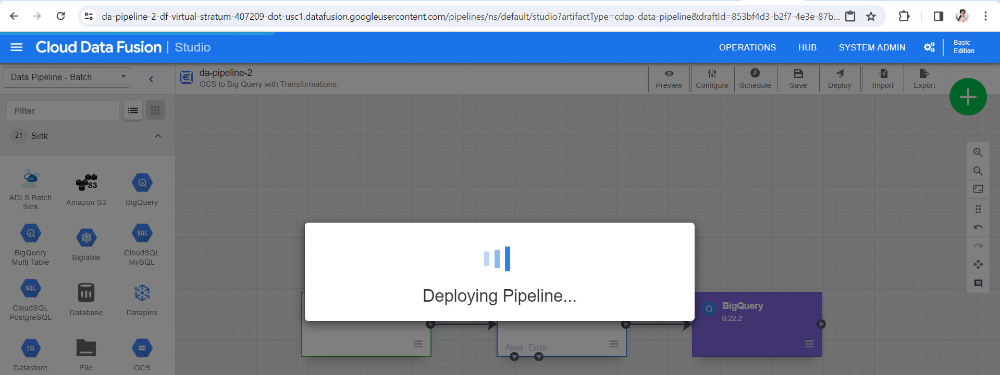 da-pipeline-2-df-virtual-stratum-407209-dot-usc1.datafusion.googleusercontent.com/pipelines/ns/default/studio?artifactType=cdap-data-pipeline&draftId=853bf4d3-b2f7-4e3e-87b...
Cloud Data Fusion | Studio
OPERATIONS
HUB
SYSTEM ADMIN
Basic
Edition
Data Pipeline - Batch
da-pipeline-2
GCS to Big Query with Transformations.
Preview
Configure
Schedule
Save
Deploy
Import
Export
Filter
21 Sink
ADLS Batch
Sink
Amazon S3
BigQuery
BigQuery
Multi Table
Bigtable
CloudSQL
MySQL
CloudSQL
PostgreSQL
Database
Dataplex
Datastore
File
GCS
S3
SQL
SQL
Deploying Pipeline...
Alert Error
BigQuery
0.22.2